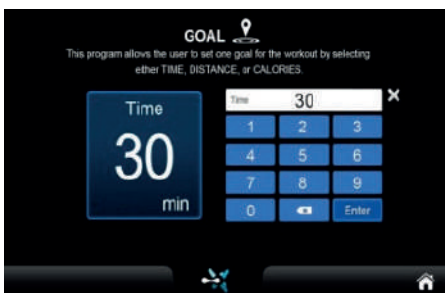 GOAL
This program allows the user to set one goal for the workout by selecting
either TIME, DISTANCE, or CALORIES.
Time
30
min
Time 30
1 2 3
4 5 6
7 8 9
0 Enter